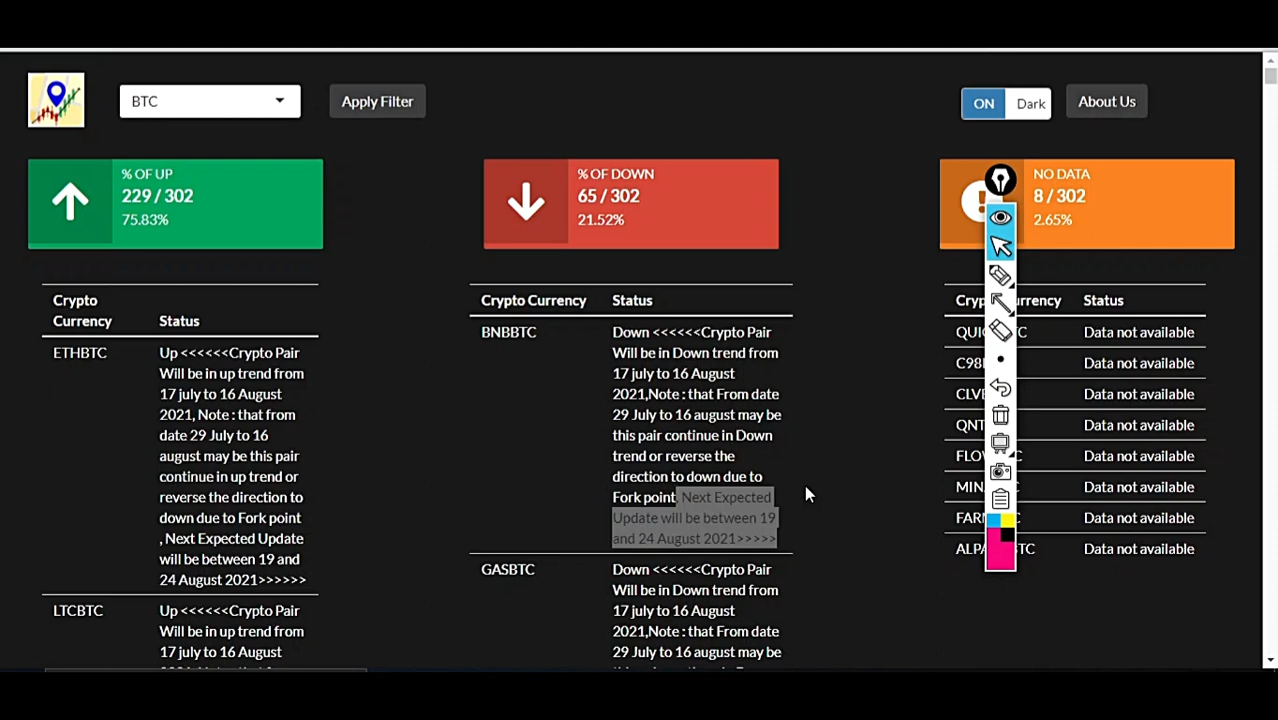 BTC
Apply Filter
ON Dark
About Us
% OF UP
229 / 302
75.83%
% OF DOWN
65 / 302
21.52%
NO DATA
8 / 302
2.65%
Crypto
Currency Status
ETHBTC
Up <<<<<<Crypto Pair
Will be in up trend from
17 july to 16 August
2021, Note : that from
date 29 July to 16
august may be this pair
continue in up trend or
reverse the direction to
down due to Fork point
, Next Expected Update
will be between 19 and
24 August 2021>>>>>>
LTCBTC
Up <<<<<<Crypto Pair
Will be in up trend from
17 july to 16 August
Crypto Currency Status
BNBBTC
Down <<<<<<Crypto Pair
Will be in Down trend from
17 july to 16 August
2021,Note : that From date
29 July to 16 august may be
this pair continue in Down
trend or reverse the
direction to down due to
Fork point, Next Expected
Update will be between 19
and 24 August 2021>>>>>
GASBTC
Down <<<<<<Crypto Pair
Will be in Down trend from
17 july to 16 August
2021,Note : that From date
29 July to 16 august may be
Status
Data not available
Data not available
Data not available
Data not available
Data not available
Data not available
Data not available
Data not available